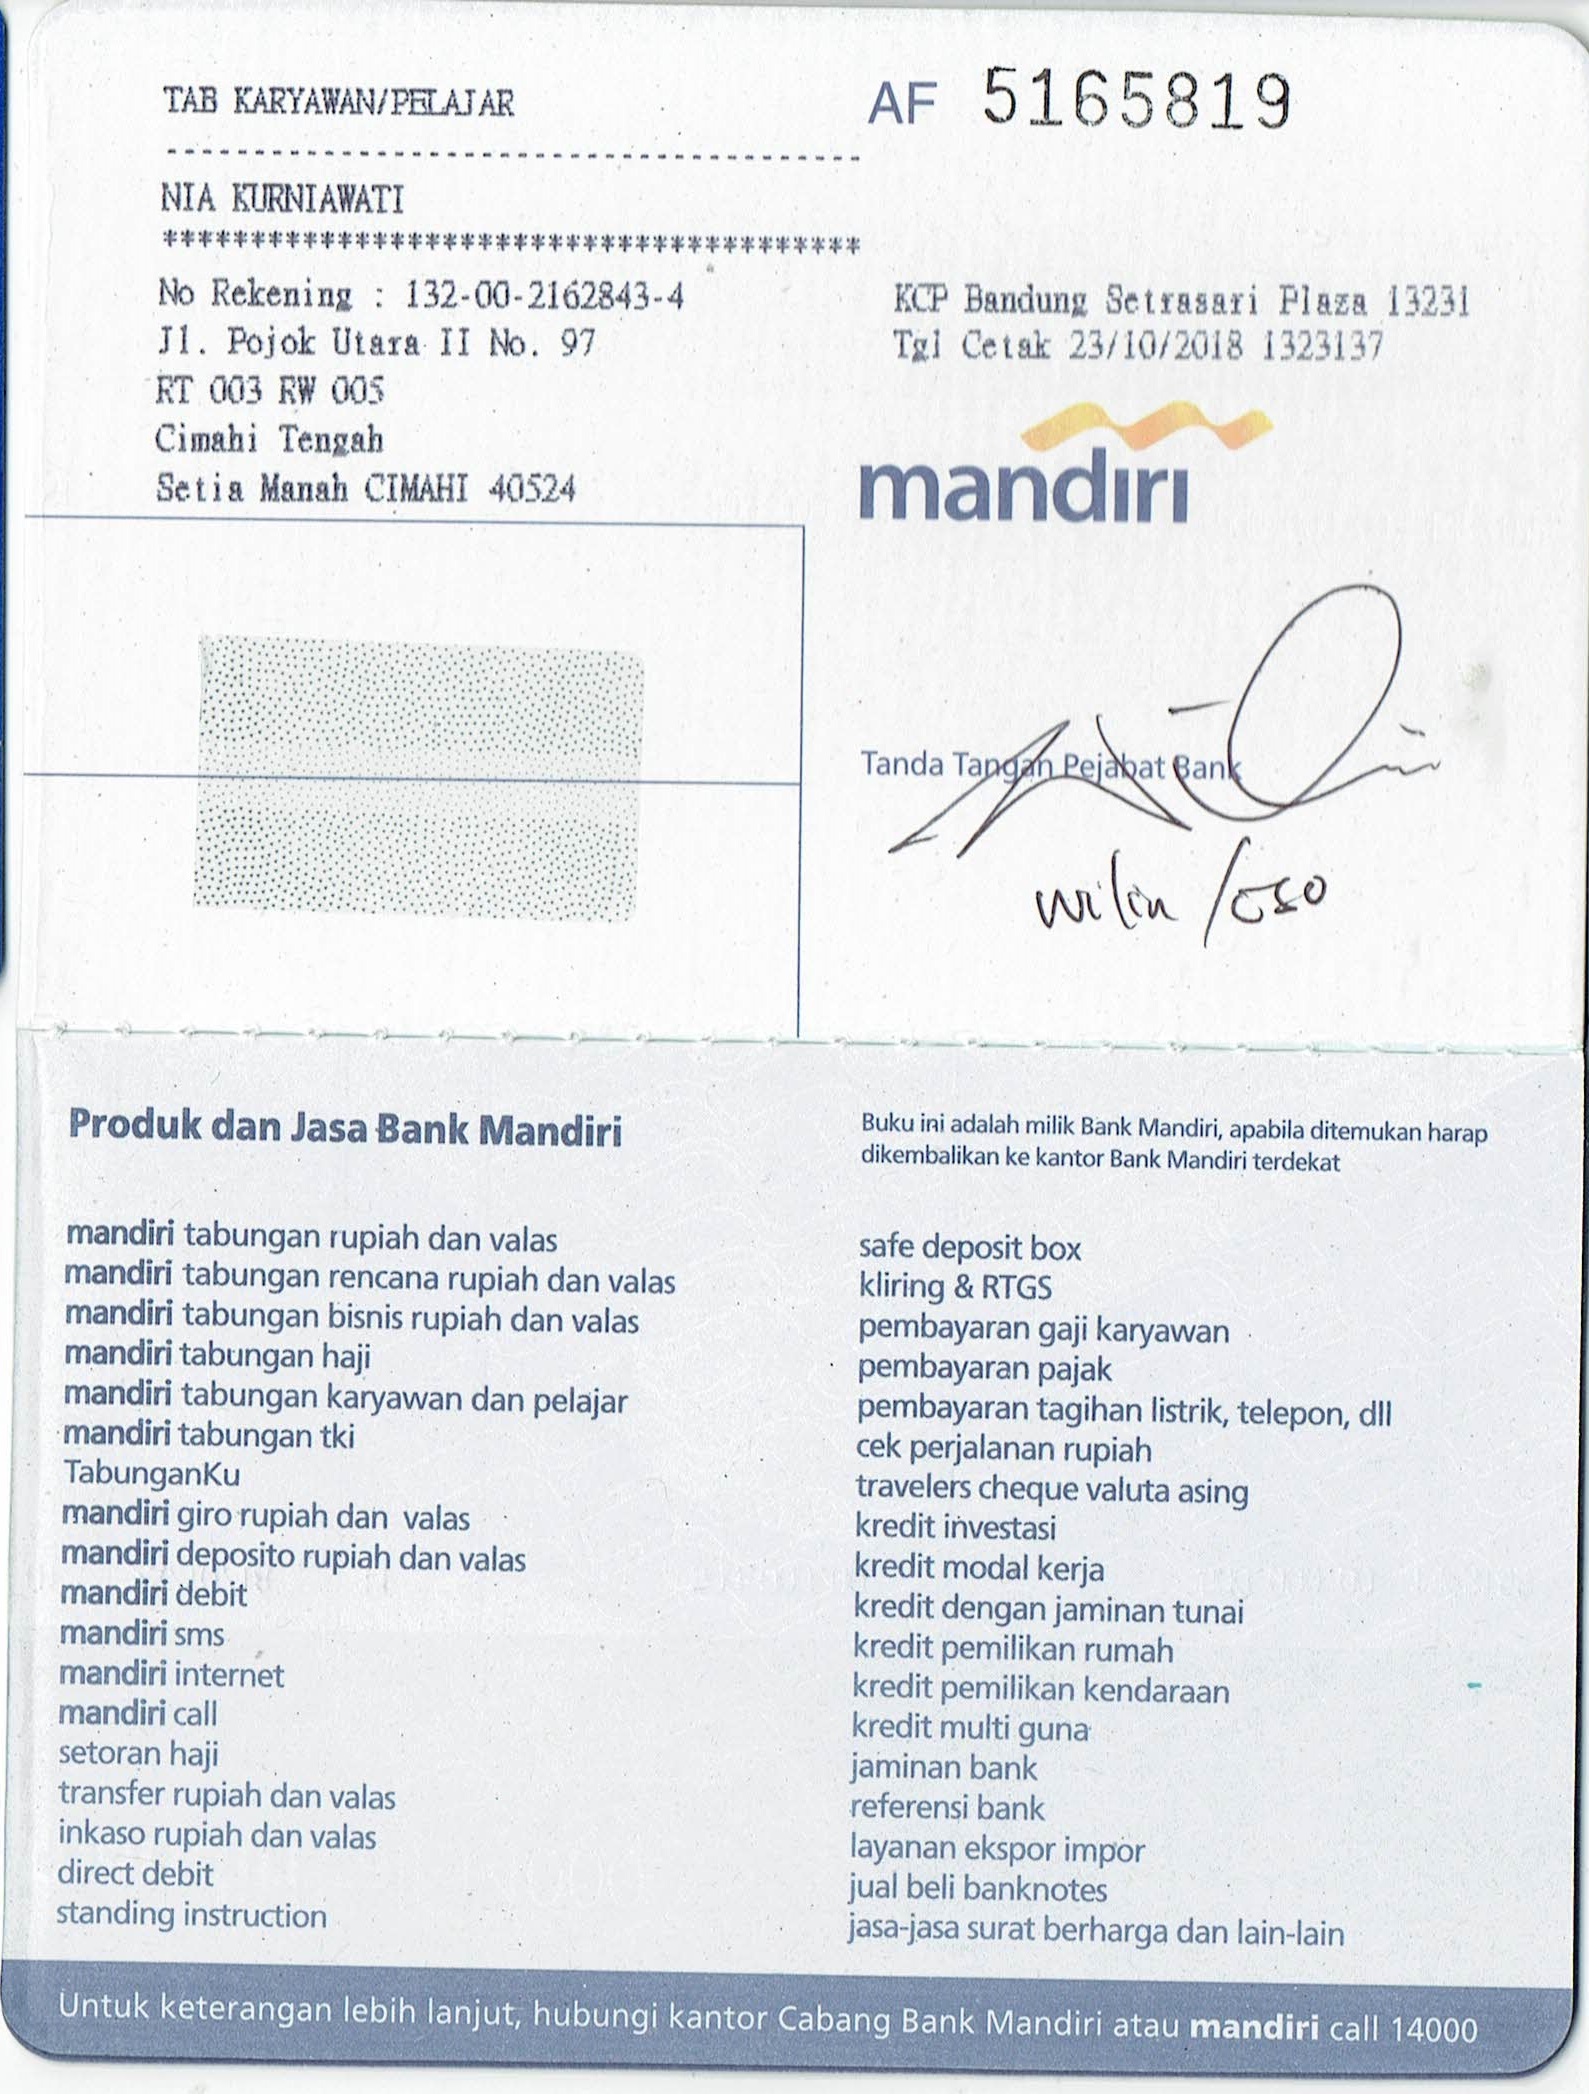 TAB KARYAWAN/PELAJAR
AF 5165819
----------------------------------------
NIA KURNIAWATI
****************************************
No Rekening : 132-00-2162843-4
Jl. Pojok Utara II No. 97
RT 003 RW 005
Cimahi Tengah
Setia Manah CIMAHI 40524
KCP Bandung Setrasari Plaza 13231
Tgl Cetak 23/10/2018 1323137
mandiri
Tanda Tangan Pejabat Bank
/CSO
Produk dan Jasa Bank Mandiri
mandiri tabungan rupiah dan valas
mandiri tabungan rencana rupiah dan valas
mandiri tabungan bisnis rupiah dan valas
mandiri tabungan haji
mandiri tabungan karyawan dan pelajar
mandiri tabungan tki
TabunganKu
mandiri giro rupiah dan valas
mandiri deposito rupiah dan valas
mandiri debit
mandiri sms
mandiri internet
mandiri call
setoran haji
transfer rupiah dan valas
inkaso rupiah dan valas
direct debit
standing instruction
Buku ini adalah milik Bank Mandiri, apabila ditemukan harap
dikembalikan ke kantor Bank Mandiri terdekat
safe deposit box
kliring & RTGS
pembayaran gaji karyawan
pembayaran pajak
pembayaran tagihan listrik, telepon, dll
cek perjalanan rupiah
travelers cheque valuta asing
kredit investasi
kredit modal kerja
kredit dengan jaminan tunai
kredit pemilikan rumah
kredit pemilikan kendaraan
kredit multi guna
jaminan bank
referensi bank
layanan ekspor impor
jual beli banknotes
jasa-jasa surat berharga dan lain-lain
Untuk keterangan lebih lanjut, hubungi kantor Cabang Bank Mandiri atau mandiri call 14000